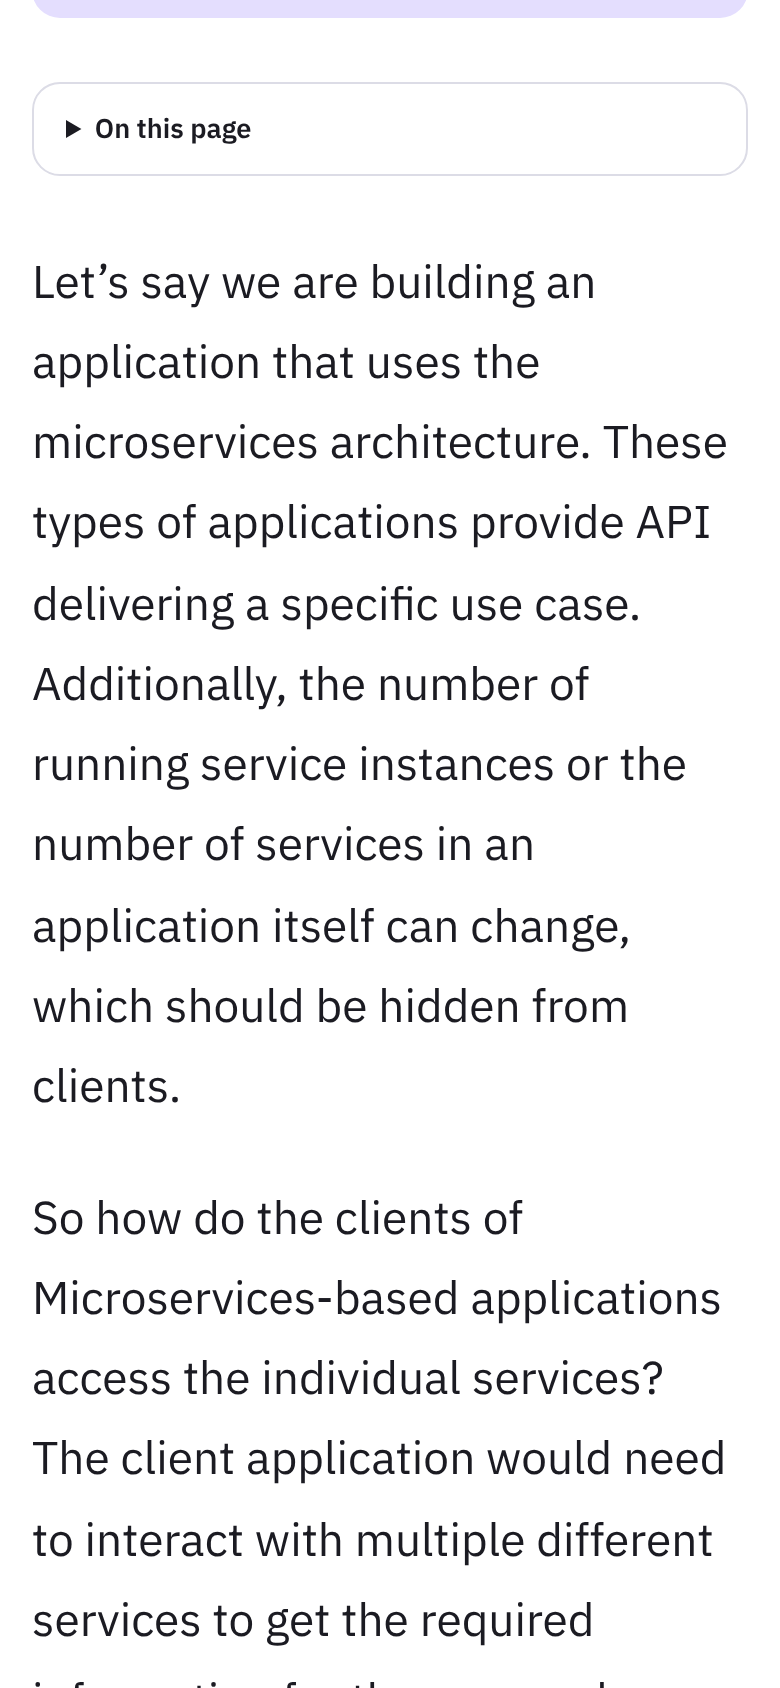 On this page
Let’s say we are building an
application that uses the
microservices architecture. These
types of applications provide API
delivering a specific use case.
Additionally, the number of
running service instances or the
number of services in an
application itself can change,
which should be hidden from
clients.
So how do the clients of
Microservices-based applications
access the individual services?
The client application would need
to interact with multiple different
services to get the required